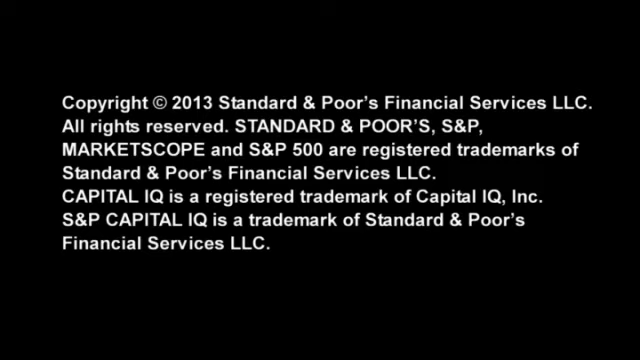 Copyright © 2013 Standard & Poor’s Financial Services LLC.
All rights reserved. STANDARD & POOR’S, S&P,
MARKETSCOPE and S&P 500 are registered trademarks of
Standard & Poor’s Financial Services LLC.
CAPITAL IQ is a registered trademark of Capital IQ, Inc.
S&P CAPITAL IQ is a trademark of Standard & Poor’s
Financial Services LLC.